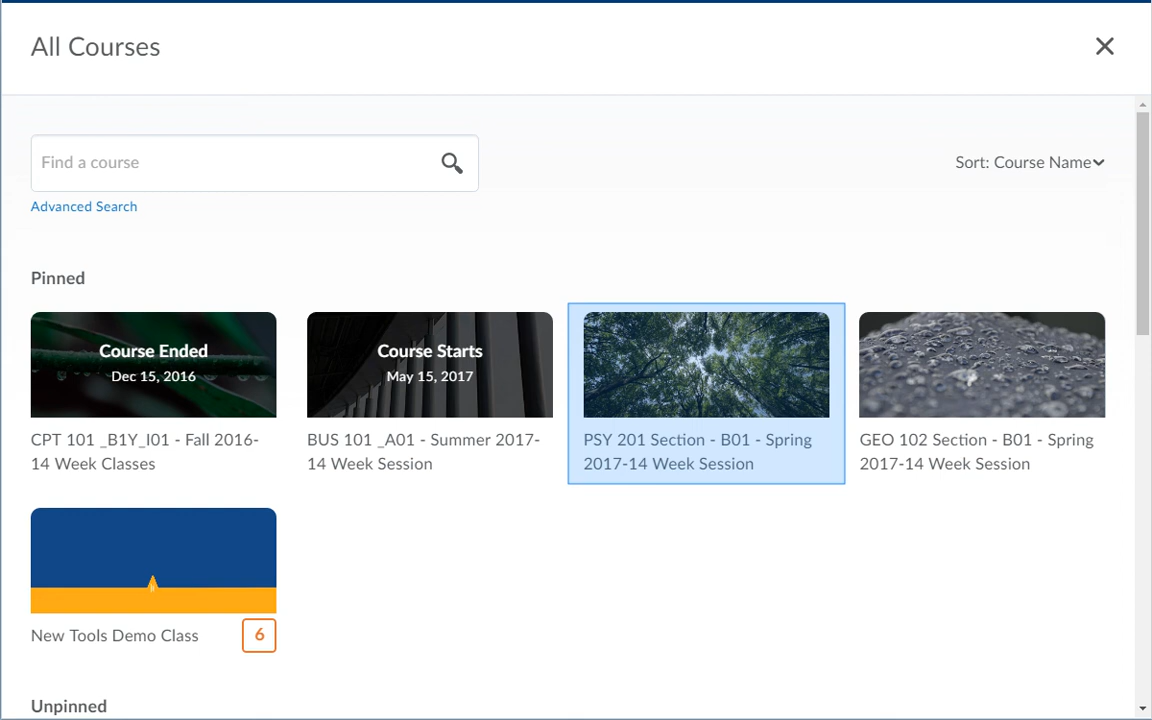 All Courses
Find a course
Sort: Course Name
Advanced Search
Pinned
Course Ended
Dec 15, 2016
CPT 101 _B1Y_I01 - Fall 2016-
14 Week Classes
Course Starts
May 15, 2017
BUS 101 _A01 - Summer 2017-
14 Week Session
PSY 201 Section - B01 - Spring
2017-14 Week Session
GEO 102 Section - B01 - Spring
2017-14 Week Session
New Tools Demo Class
6
Unpinned